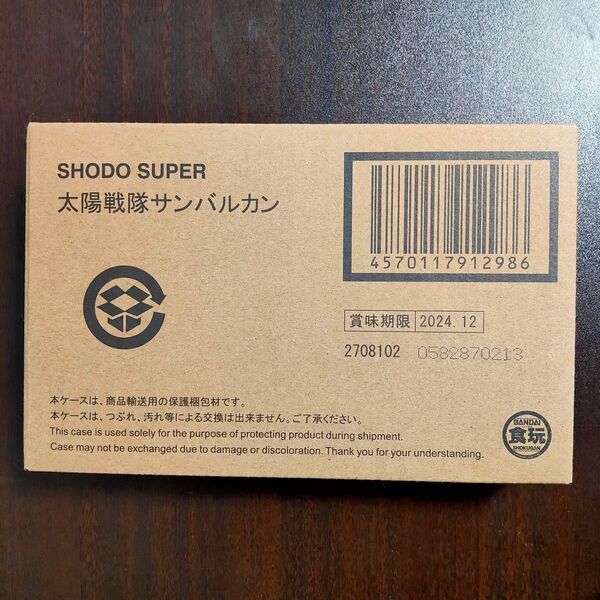 SHODO SUPER
太陽戦隊サンバルカン
4570117912986
賞味期限 2024.12
2708102 0582870213
本ケースは、商品輸送用の保護梱包材です。
本ケースは、つぶれ、汚れ等による交換は出来ません。ご了承ください。
This case is used solely for the purpose of protecting product during shipment.
Case may not be exchanged due to damage or discoloration. Thank you for your understanding.
BANDAI
食玩
SHOKUGAN